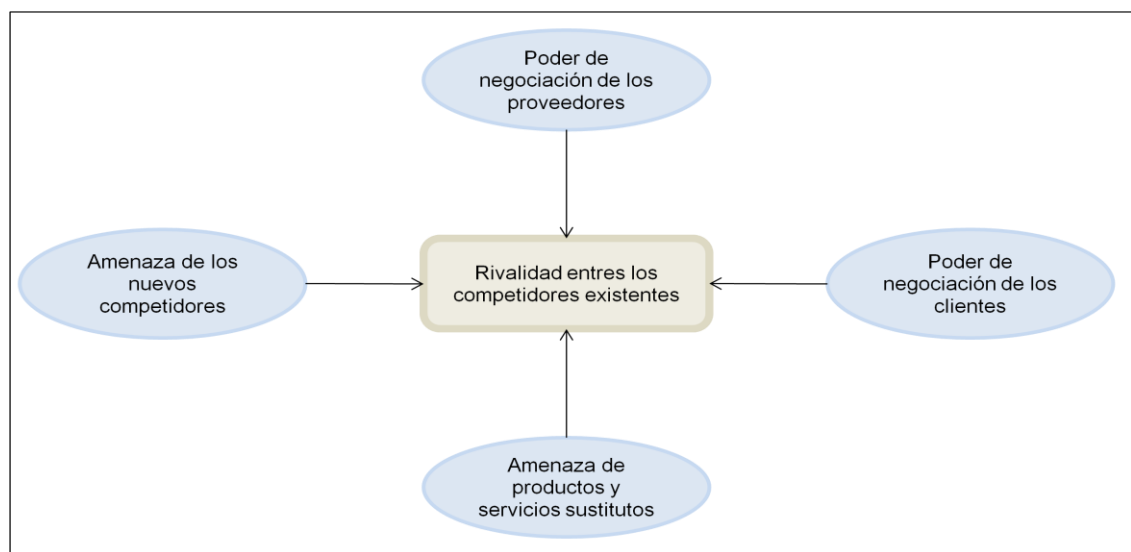 Poder de
negociación de los
proveedores
Amenaza de los
nuevos
competidores
Rivalidad entres los
competidores existentes
Poder de
negociación de los
clientes
Amenaza de
productos y
servicios sustitutos